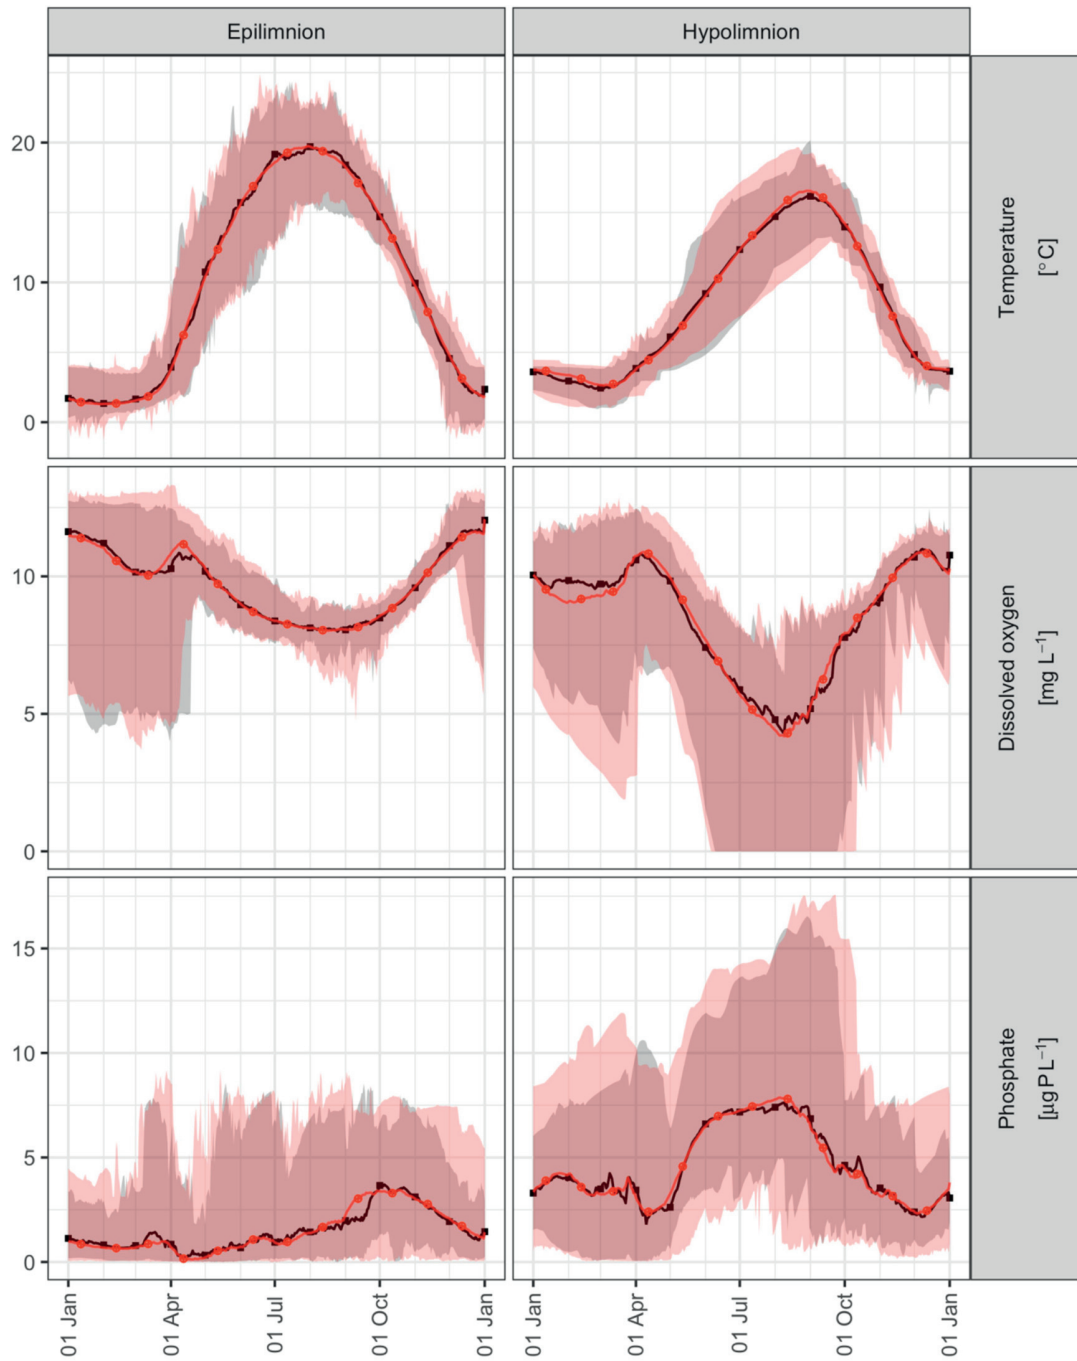 Epilimnion
Hypolimnion
20
10
0
Temperature
[°C]
10
5
0
Dissolved oxygen
[mg L⁻¹]
15
10
5
0
Phosphate
[µg P L⁻¹]
01 Jan
01 Apr
01 Jul
01 Oct
01 Jan
01 Jan
01 Apr
01 Jul
01 Oct
01 Jan